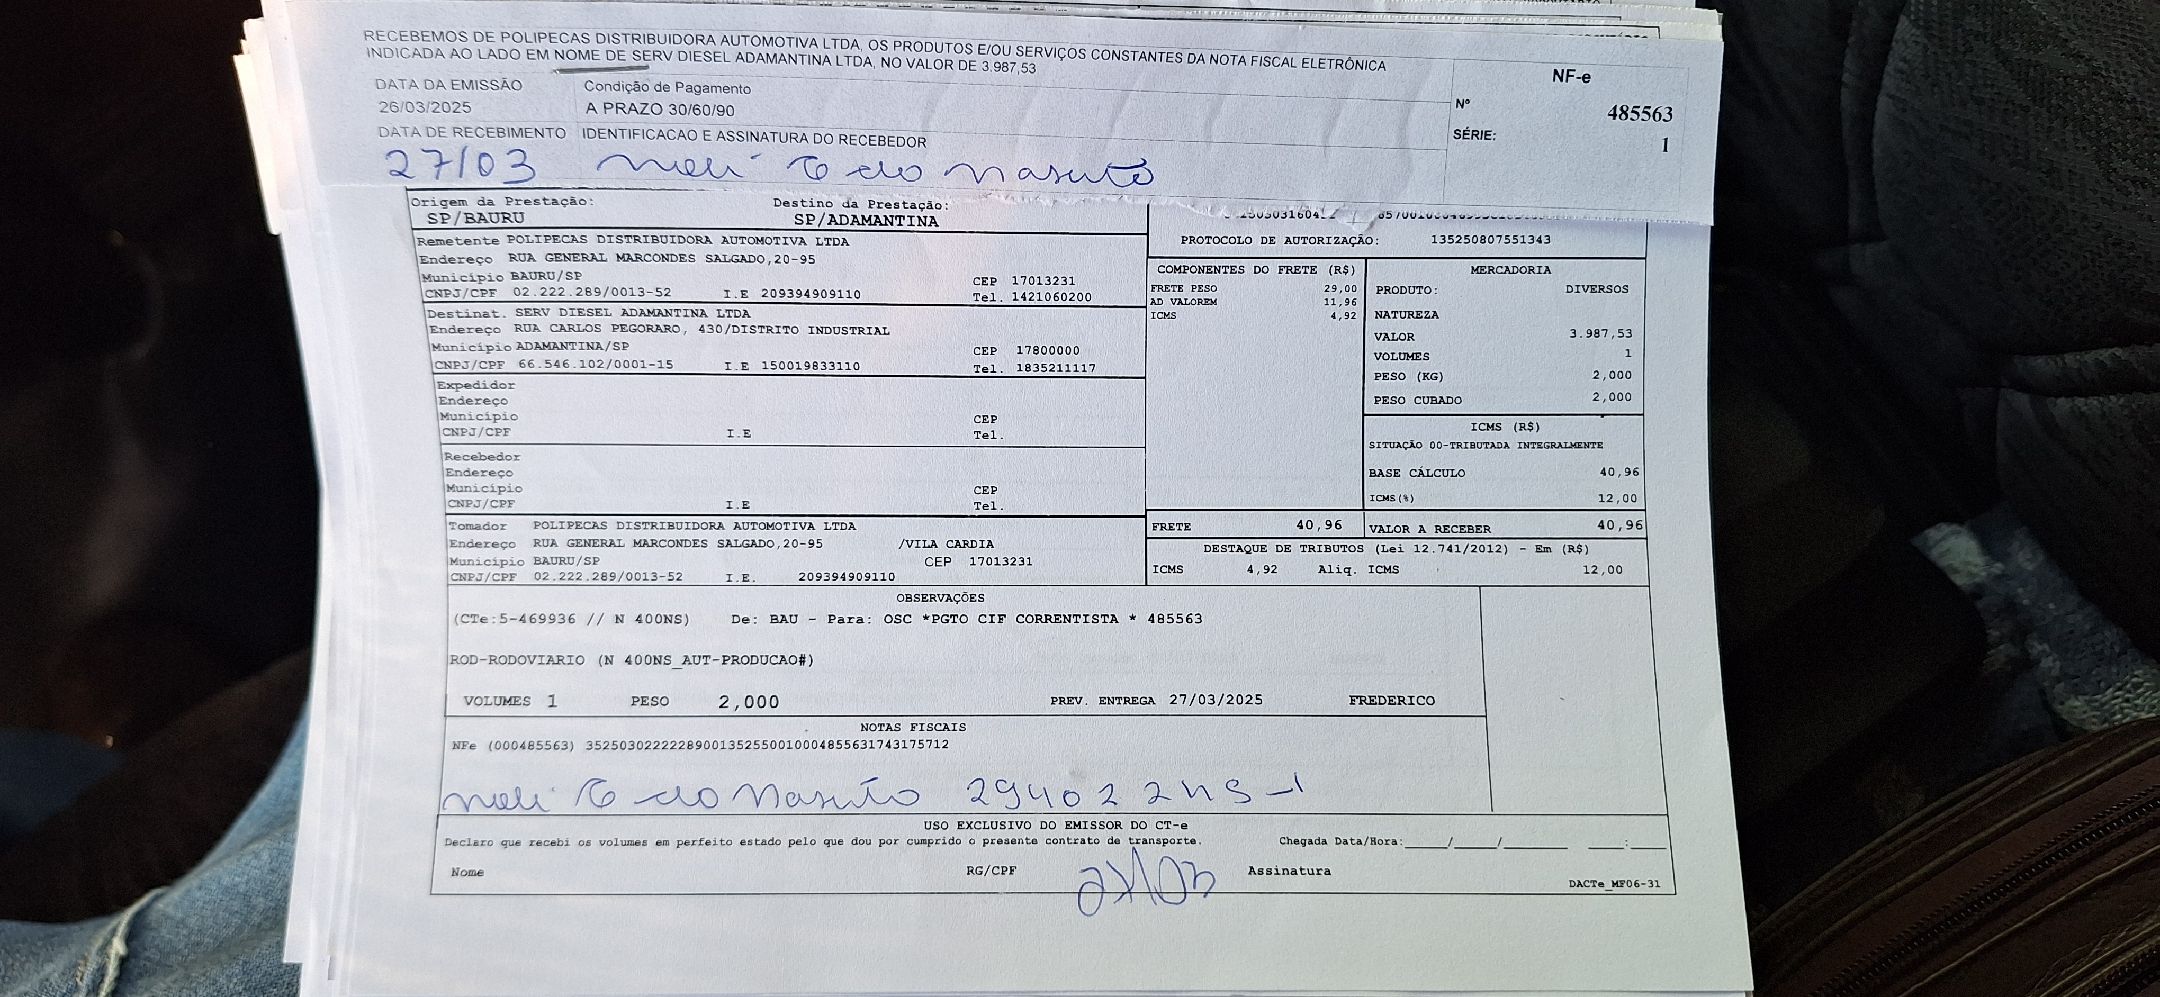 RECEBEMOS DE POLIPECAS DISTRIBUIDORA AUTOMOTIVA LTDA, OS PRODUTOS E/OU SERVIÇOS CONSTANTES DA NOTA FISCAL ELETRÔNICA
INDICADA AO LADO EM NOME DE SERV DIESEL ADAMANTINA LTDA, NO VALOR DE 3.987,53
NF-e
DATA DA EMISSÃO Condição de Pagamento
Nº 485563
26/03/2025 A PRAZO 30/60/90
SÉRIE: 1
DATA DE RECEBIMENTO IDENTIFICACAO E ASSINATURA DO RECEBEDOR
27/03
Origem da Prestação: Destino da Prestação:
SP/BAURU SP/ADAMANTINA
PROTOCOLO DE AUTORIZAÇÃO: 135250807551343
Remetente POLIPECAS DISTRIBUIDORA AUTOMOTIVA LTDA
Endereço RUA GENERAL MARCONDES SALGADO,20-95
Município BAURU/SP CEP 17013231
CNPJ/CPF 02.222.289/0013-52 I.E 209394909110 Tel. 1421060200
Destinat. SERV DIESEL ADAMANTINA LTDA
Endereço RUA CARLOS PEGORARO, 430/DISTRITO INDUSTRIAL
Município ADAMANTINA/SP CEP 17800000
CNPJ/CPF 66.546.102/0001-15 I.E 150019833110 Tel. 1835211117
Expedidor
Endereço
Município CEP
CNPJ/CPF I.E Tel.
Recebedor
Endereço
Município CEP
CNPJ/CPF I.E Tel.
Tomador POLIPECAS DISTRIBUIDORA AUTOMOTIVA LTDA
Endereço RUA GENERAL MARCONDES SALGADO,20-95 /VILA CARDIA
Município BAURU/SP CEP 17013231
CNPJ/CPF 02.222.289/0013-52 I.E. 209394909110
COMPONENTES DO FRETE (R$)
FRETE PESO 29,00
AD VALOREM 11,96
ICMS 4,92
MERCADORIA
PRODUTO: DIVERSOS
NATUREZA
VALOR 3.987,53
VOLUMES 1
PESO (KG) 2,000
PESO CUBADO 2,000
ICMS (R$)
SITUAÇÃO 00-TRIBUTADA INTEGRALMENTE
BASE CÁLCULO 40,96
ICMS(%) 12,00
FRETE 40,96 VALOR A RECEBER 40,96
DESTAQUE DE TRIBUTOS (Lei 12.741/2012) - Em (R$)
ICMS 4,92 Aliq. ICMS 12,00
OBSERVAÇÕES
(CTe:5-469936 // N 400NS) De: BAU - Para: OSC *PGTO CIF CORRENTISTA * 485563
ROD-RODOVIARIO (N 400NS_AUT-PRODUCAO#)
VOLUMES 1 PESO 2,000 PREV. ENTREGA 27/03/2025 FREDERICO
NOTAS FISCAIS
NFe (000485563) 35250302222289001352550010004855631743175712
USO EXCLUSIVO DO EMISSOR DO CT-e
Declaro que recebi os volumes em perfeito estado pelo que dou por cumprido o presente contrato de transporte. Chegada Data/Hora:____/____/______ ____:____
Nome RG/CPF Assinatura
DACTe_MF06-31